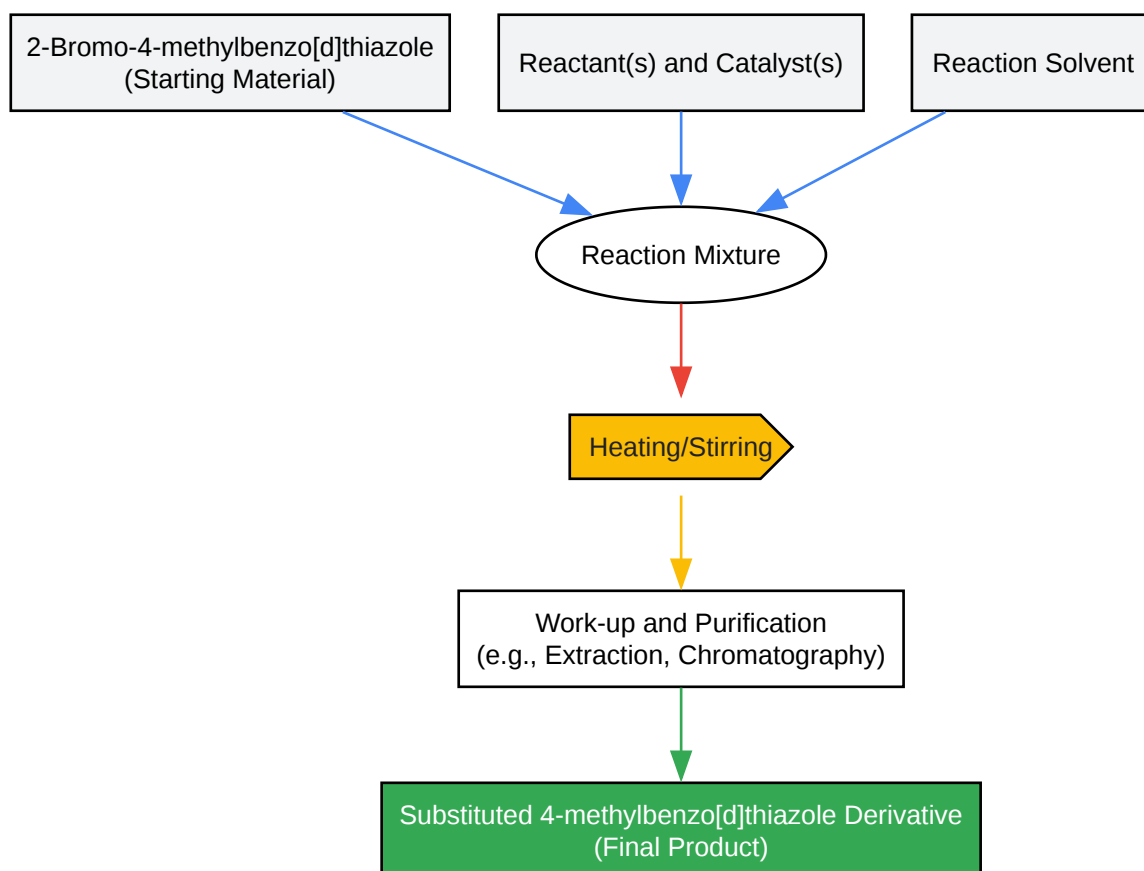 2-Bromo-4-methylbenzo[d]thiazole
(Starting Material)
Reactant(s) and Catalyst(s)
Reaction Solvent
Reaction Mixture
Heating/Stirring
Work-up and Purification
(e.g., Extraction, Chromatography)
Substituted 4-methylbenzo[d]thiazole Derivative
(Final Product)